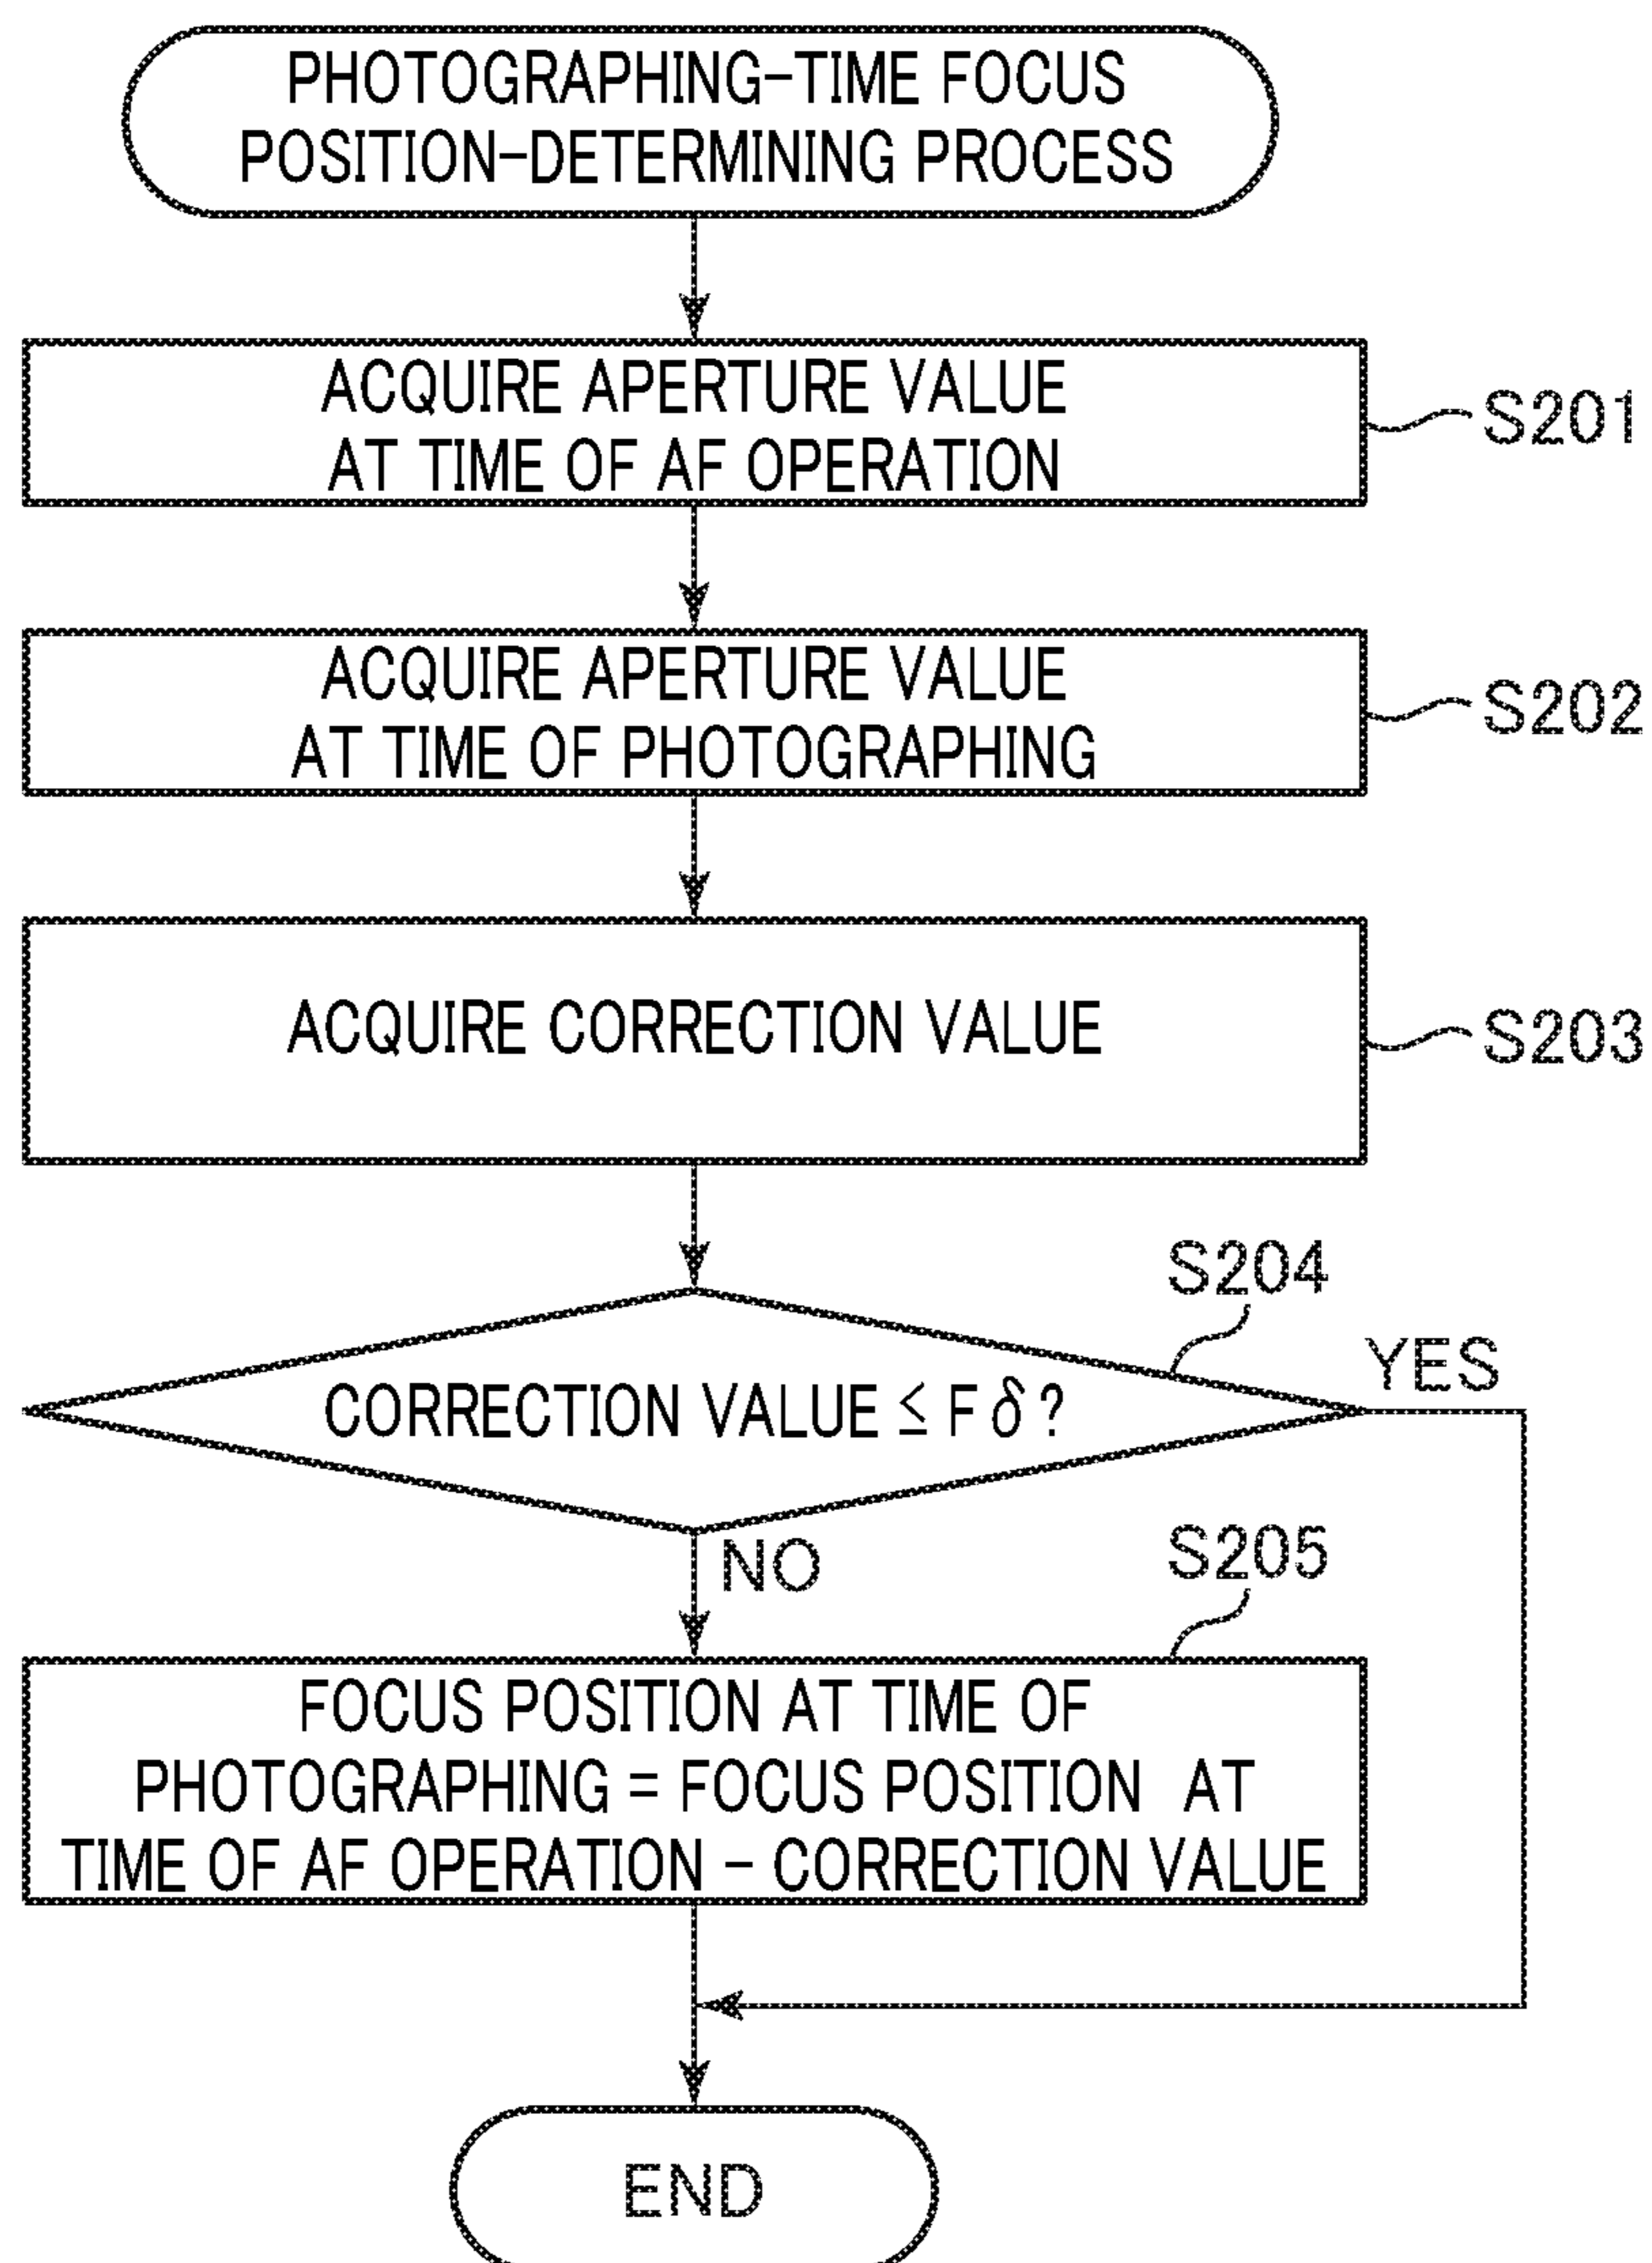 PHOTOGRAPHING-TIME FOCUS
POSITION-DETERMINING PROCESS
ACQUIRE APERTURE VALUE
AT TIME OF AF OPERATION
S201
ACQUIRE APERTURE VALUE
AT TIME OF PHOTOGRAPHING
S202
ACQUIRE CORRECTION VALUE
S203
S204
CORRECTION VALUE ≤ F δ ?
YES
NO
S205
FOCUS POSITION AT TIME OF
PHOTOGRAPHING = FOCUS POSITION AT
TIME OF AF OPERATION - CORRECTION VALUE
END